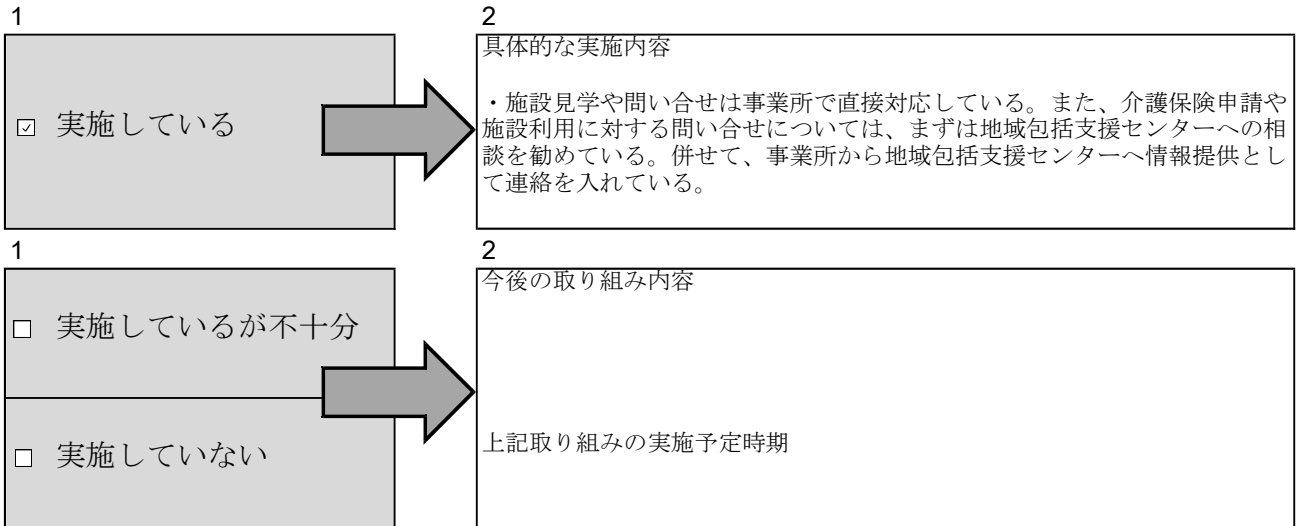 1
2
☑ 実施している
具体的な実施内容
・施設見学や問い合せは事業所で直接対応している。また、介護保険申請や
施設利用に対する問い合せについては、まずは地域包括支援センターへの相
談を勧めている。併せて、事業所から地域包括支援センターへ情報提供とし
て連絡を入れている。
1
2
□ 実施しているが不十分
□ 実施していない
今後の取り組み内容
上記取り組みの実施予定時期